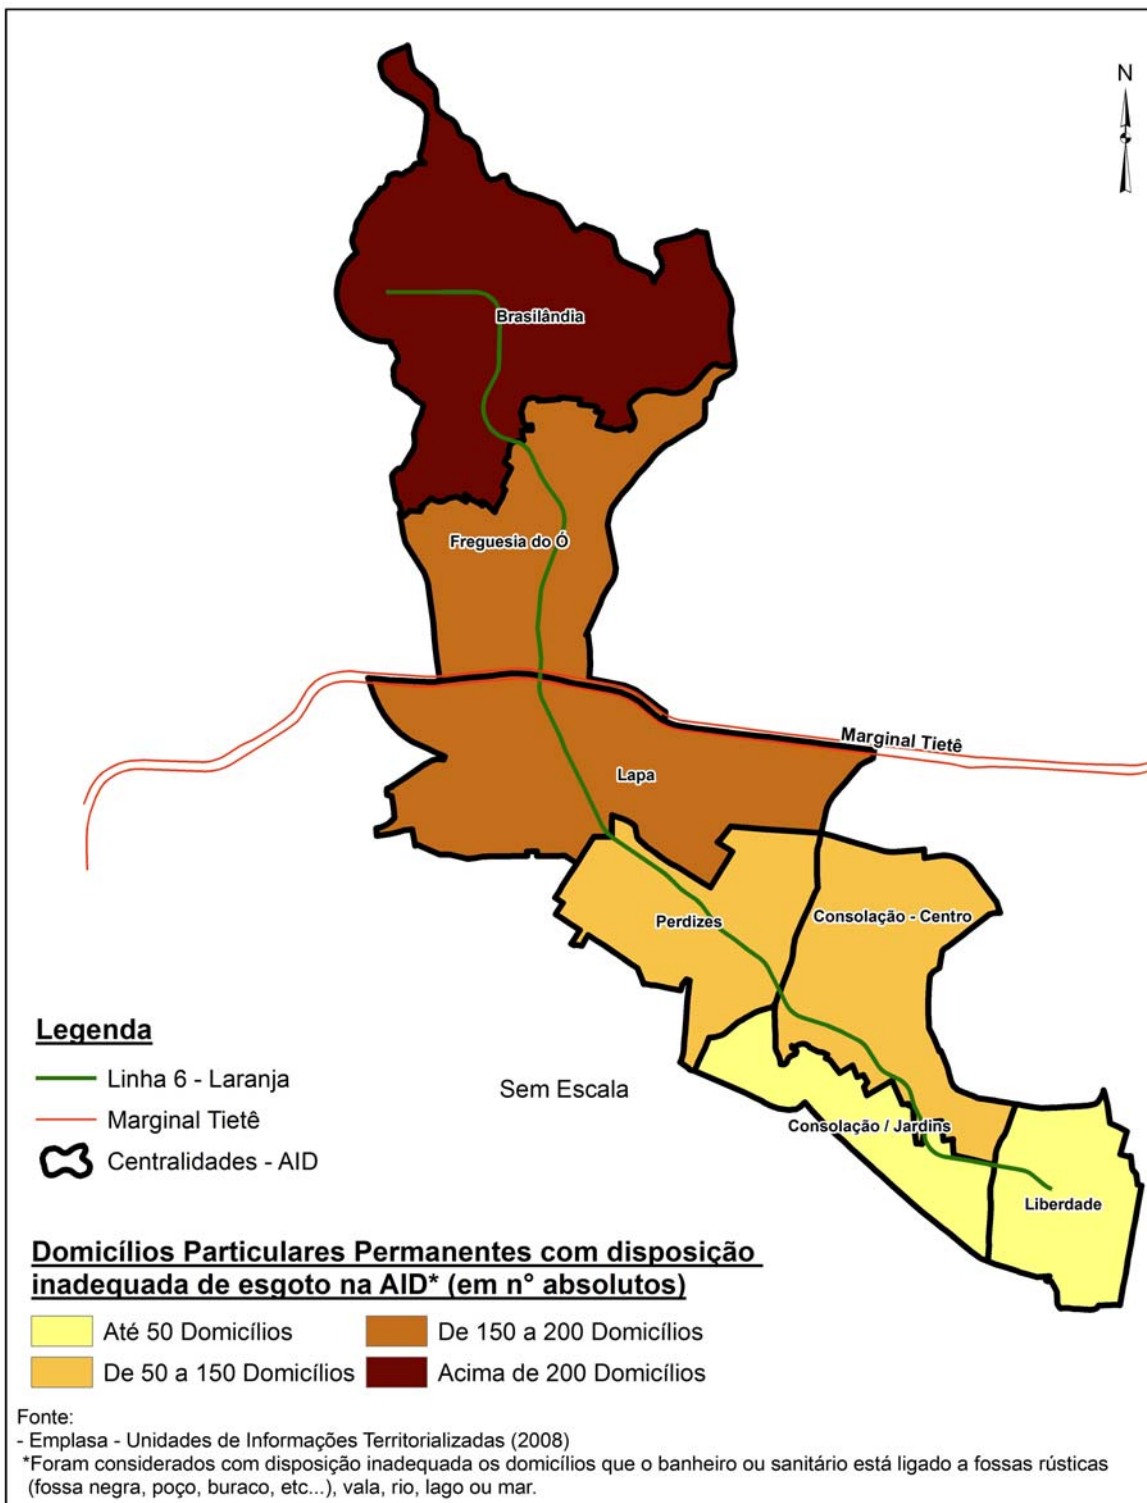 N
Brasilândia
Freguesia do Ó
Marginal Tietê
Lapa
Perdizes
Consolação - Centro
Legenda
Linha 6 - Laranja
Sem Escala
Marginal Tietê
Consolação / Jardins
Centralidades - AID
Liberdade
Domicílios Particulares Permanentes com disposição
inadequada de esgoto na AID* (em n° absolutos)
Até 50 Domicílios
De 150 a 200 Domicílios
De 50 a 150 Domicílios
Acima de 200 Domicílios
Fonte:
- Emplasa - Unidades de Informações Territorializadas (2008)
*Foram considerados com disposição inadequada os domicílios que o banheiro ou sanitário está ligado a fossas rústicas
(fossa negra, poço, buraco, etc...), vala, rio, lago ou mar.